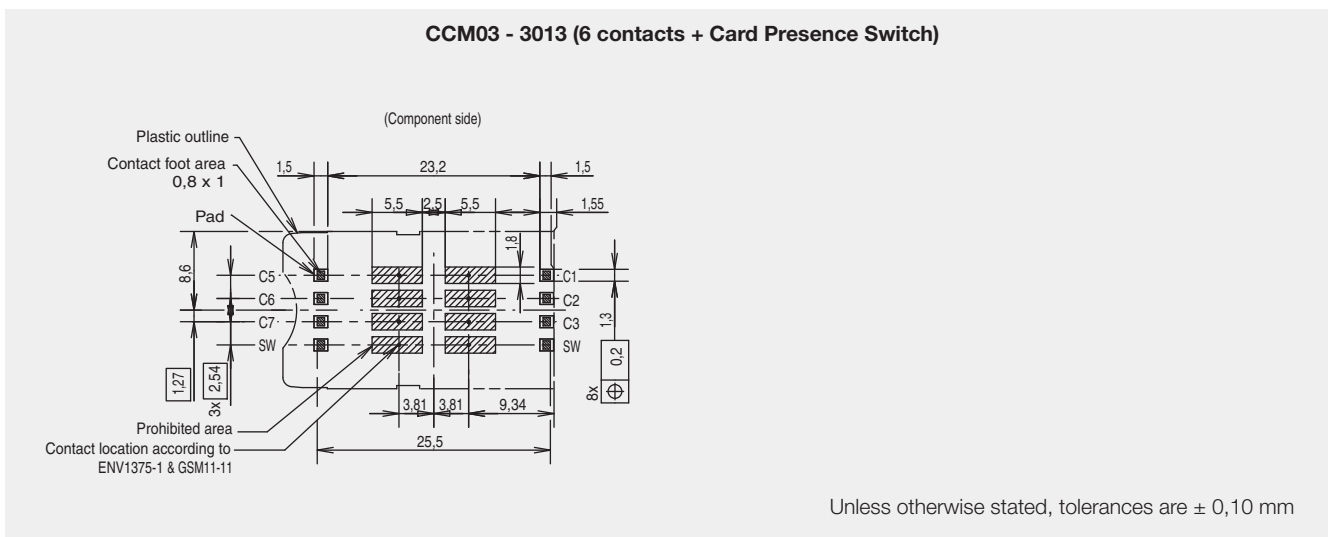 CCM03 - 3013 (6 contacts + Card Presence Switch)
(Component side)
Plastic outline
Contact foot area
0,8 x 1
Pad
1,5
23,2
1,5
5,5
2,5
5,5
1,55
1,8
8,6
C5
C1
C6
C2
C7
C3
SW
SW
1,3
0,2
8x
1,27
2,54
3x
3,81
3,81
9,34
25,5
Prohibited area
Contact location according to
ENV1375-1 & GSM11-11
Unless otherwise stated, tolerances are ± 0,10 mm